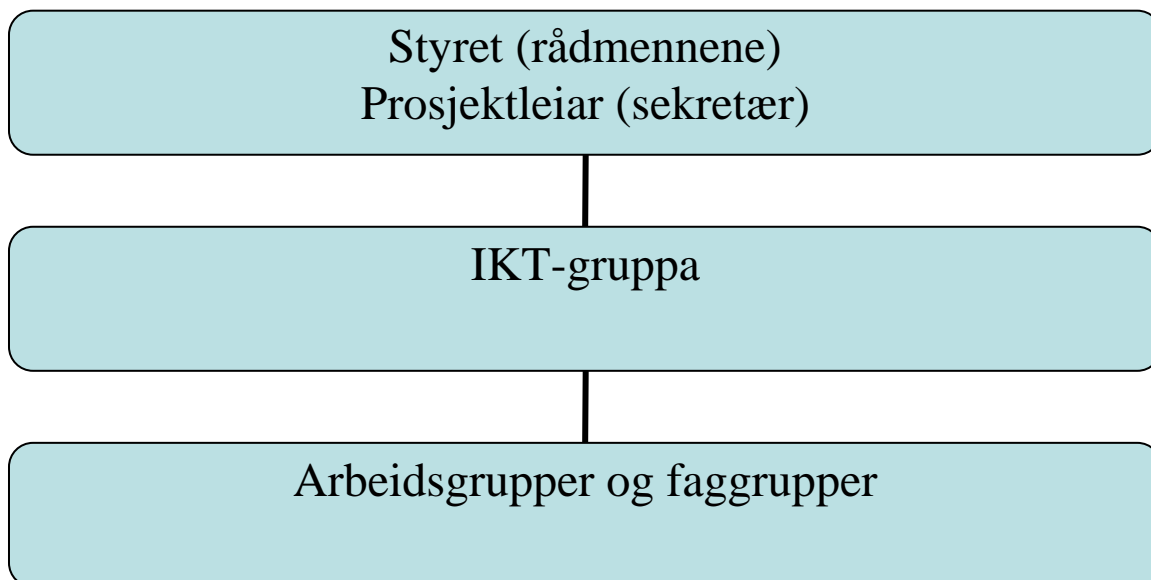 Styret (rådmennene)
Prosjektleiar (sekretær)
IKT-gruppa
Arbeidsgrupper og faggrupper